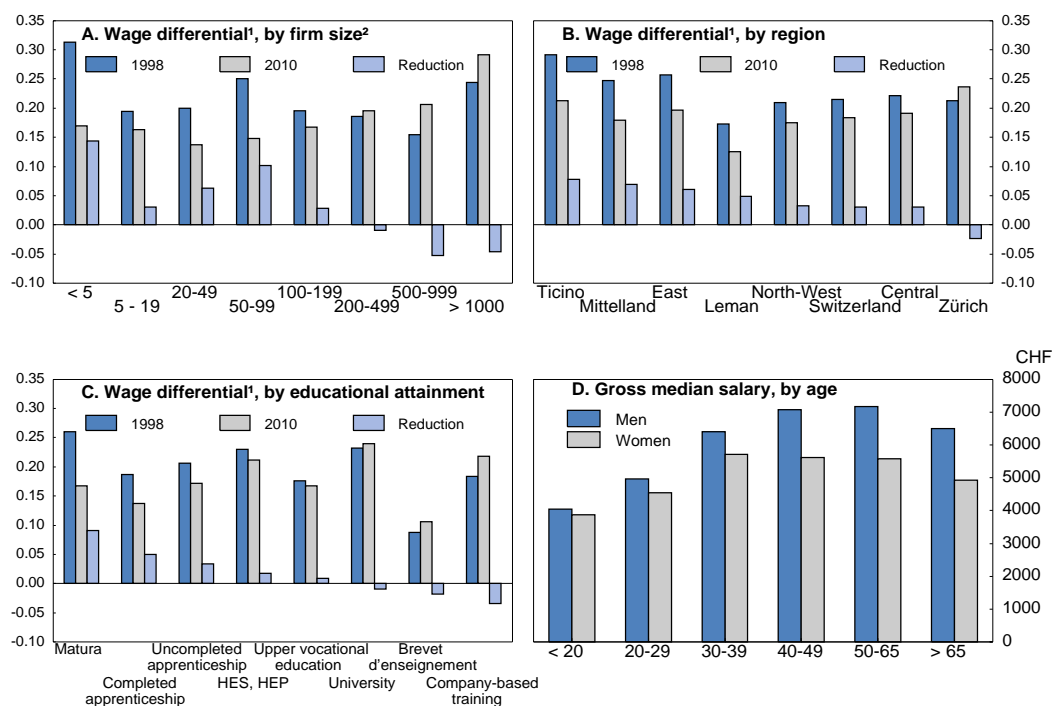 A. Wage differential¹, by firm size²
1998 2010 Reduction
0.35
0.30
0.25
0.20
0.15
0.10
0.05
0.00
-0.05
-0.10
< 5 20-49 100-199 500-999
5 - 19 50-99 200-499 > 1000
B. Wage differential¹, by region
1998 2010 Reduction
0.35
0.30
0.25
0.20
0.15
0.10
0.05
0.00
-0.05
-0.10
Ticino East North-West Central
Mittelland Leman Switzerland Zürich
C. Wage differential¹, by educational attainment
1998 2010 Reduction
0.35
0.30
0.25
0.20
0.15
0.10
0.05
0.00
-0.05
-0.10
Matura Uncompleted Upper vocational Brevet
apprenticeship education d'enseignement
Completed HES, HEP University Company-based
apprenticeship training
CHF
D. Gross median salary, by age
Men
Women
8000
7000
6000
5000
4000
3000
2000
1000
0
< 20 20-29 30-39 40-49 50-65 > 65